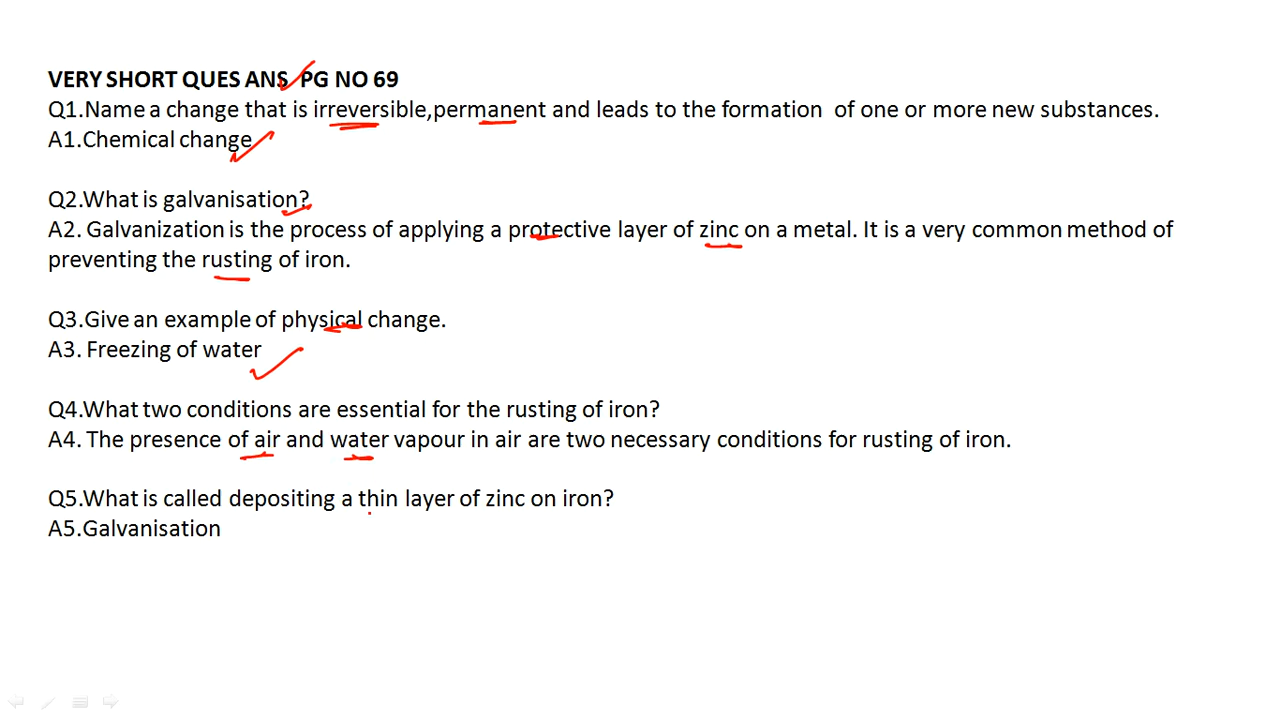 VERY SHORT QUES ANS PG NO 69
Q1.Name a change that is irreversible,permanent and leads to the formation of one or more new substances.
A1.Chemical change
Q2.What is galvanisation?
A2. Galvanization is the process of applying a protective layer of zinc on a metal. It is a very common method of
preventing the rusting of iron.
Q3.Give an example of physical change.
A3. Freezing of water
Q4.What two conditions are essential for the rusting of iron?
A4. The presence of air and water vapour in air are two necessary conditions for rusting of iron.
Q5.What is called depositing a thin layer of zinc on iron?
A5.Galvanisation